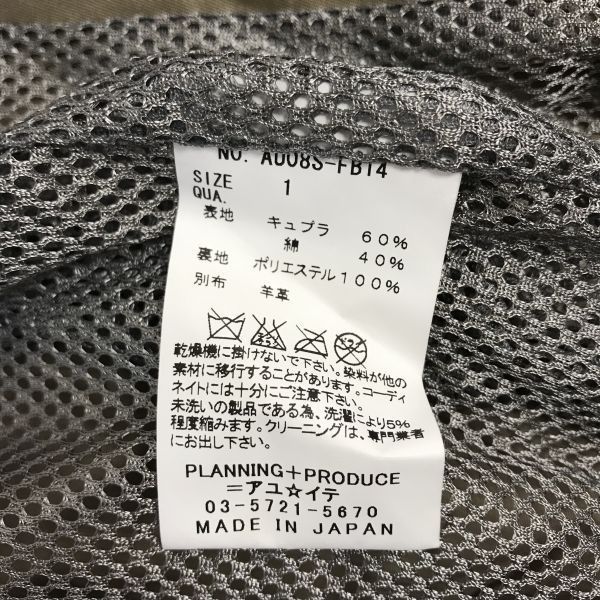 NO. A008S-FB14
SIZE 1
QUA.
表地 キュプラ 60%
綿 40%
裏地 ポリエステル100%
別布 羊革
乾燥機に掛けないで下さい。染料が他の
素材に移行することがあります。コーディ
ネイトには十分にご注意下さい。
未洗いの製品である為、洗濯により5%
程度縮みます。クリーニングは、専門業者
にお出し下さい。
PLANNING+PRODUCE
=アユ☆イテ
03-5721-5670
MADE IN JAPAN